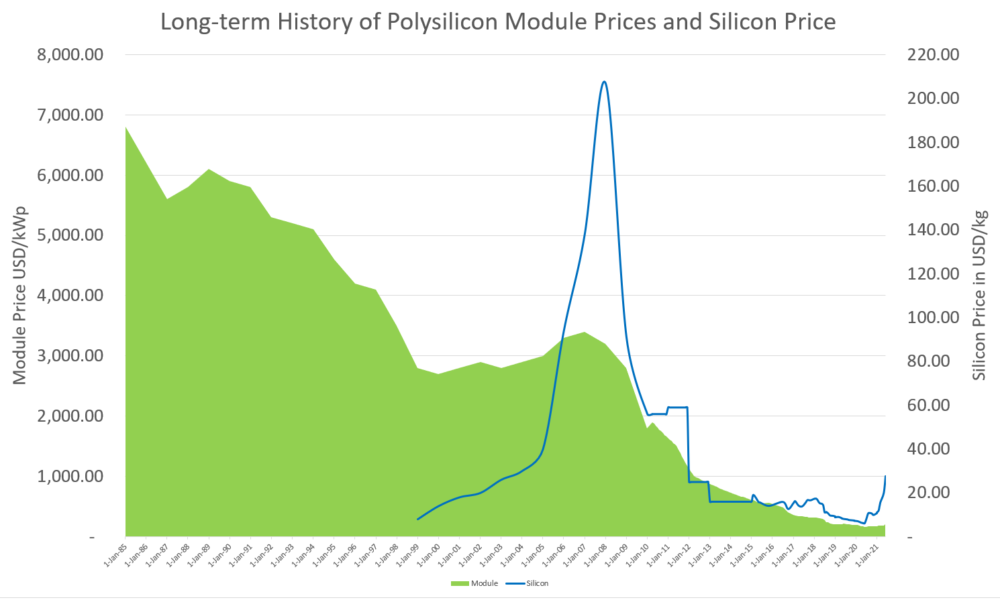 Long-term History of Polysilicon Module Prices and Silicon Price
Module Price USD/kWp
8,000.00
7,000.00
6,000.00
5,000.00
4,000.00
3,000.00
2,000.00
1,000.00
-
220.00
200.00
180.00
160.00
140.00
120.00
100.00
80.00
60.00
40.00
20.00
-
Silicon Price in USD/kg
1-Jan-85
1-Jan-86
1-Jan-87
1-Jan-88
1-Jan-89
1-Jan-90
1-Jan-91
1-Jan-92
1-Jan-93
1-Jan-94
1-Jan-95
1-Jan-96
1-Jan-97
1-Jan-98
1-Jan-99
1-Jan-00
1-Jan-01
1-Jan-02
1-Jan-03
1-Jan-04
1-Jan-05
1-Jan-06
1-Jan-07
1-Jan-08
1-Jan-09
1-Jan-10
1-Jan-11
1-Jan-12
1-Jan-13
1-Jan-14
1-Jan-15
1-Jan-16
1-Jan-17
1-Jan-18
1-Jan-19
1-Jan-20
1-Jan-21
Module
Silicon